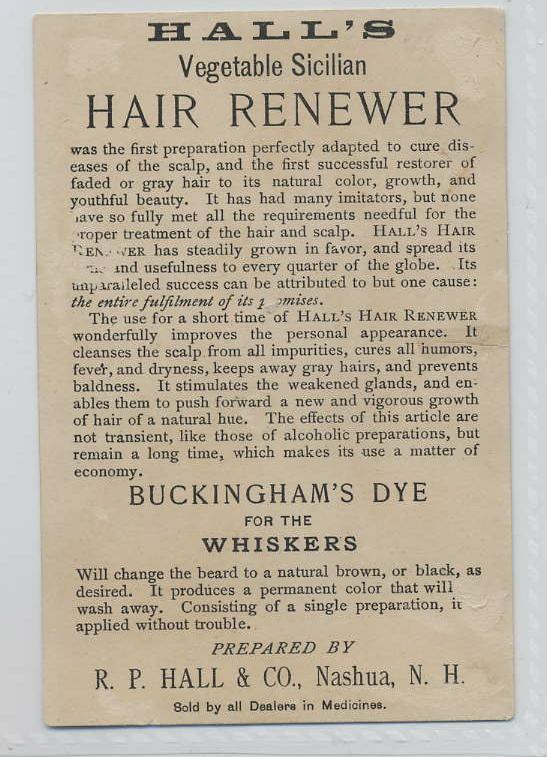 HALL'S
Vegetable Sicilian
HAIR RENEWER
was the first preparation perfectly adapted to cure dis-
eases of the scalp, and the first successful restorer of
faded or gray hair to its natural color, growth, and
youthful beauty. It has had many imitators, but none
have so fully met all the requirements needful for the
proper treatment of the hair and scalp. HALL'S HAIR
RENEWER has steadily grown in favor, and spread its
and usefulness to every quarter of the globe. Its
unparalleled success can be attributed to but one cause:
the entire fulfilment of its promises.
The use for a short time of HALL'S HAIR RENEWER
wonderfully improves the personal appearance. It
cleanses the scalp from all impurities, cures all humors,
fever, and dryness, keeps away gray hairs, and prevents
baldness. It stimulates the weakened glands, and en-
ables them to push forward a new and vigorous growth
of hair of a natural hue. The effects of this article are
not transient, like those of alcoholic preparations, but
remain a long time, which makes its use a matter of
economy.
BUCKINGHAM'S DYE
FOR THE
WHISKERS
Will change the beard to a natural brown, or black, as
desired. It produces a permanent color that will
wash away. Consisting of a single preparation, it
applied without trouble.
PREPARED BY
R. P. HALL & CO., Nashua, N. H.
Sold by all Dealers in Medicines.